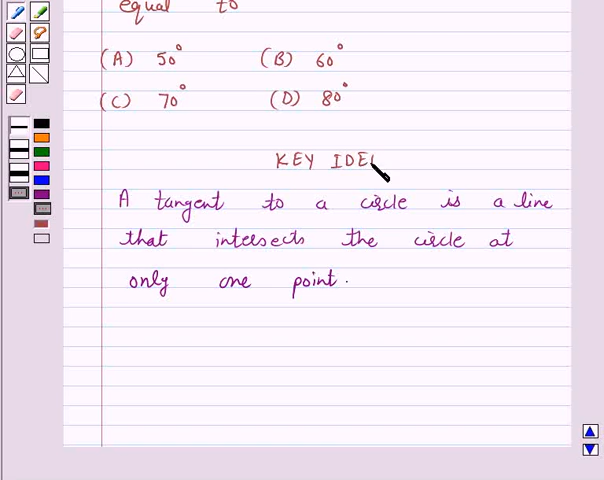 equal to
(A) 50° (B) 60°
(C) 70° (D) 80°
KEY IDE
A tangent to a circle is a line
that intersects the circle at
only one point.